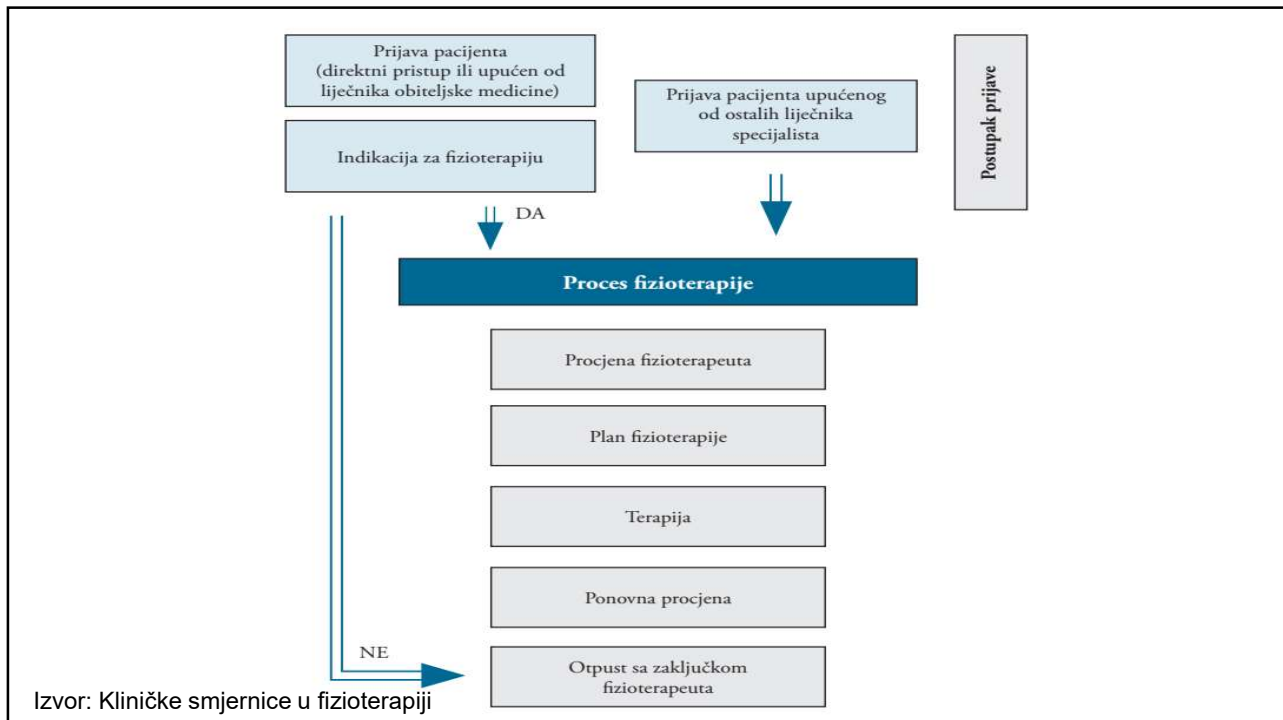 Prijava pacijenta
(direktni pristup ili upućen od
liječnika obiteljske medicine)
Prijava pacijenta upućenog
od ostalih liječnika
specijalista
Postupak prijave
Indikacija za fizioterapiju
DA
Proces fizioterapije
Procjena fizioterapeuta
Plan fizioterapije
Terapija
Ponovna procjena
NE
Otpust sa zaključkom
fizioterapeuta
Izvor: Kliničke smjernice u fizioterapiji